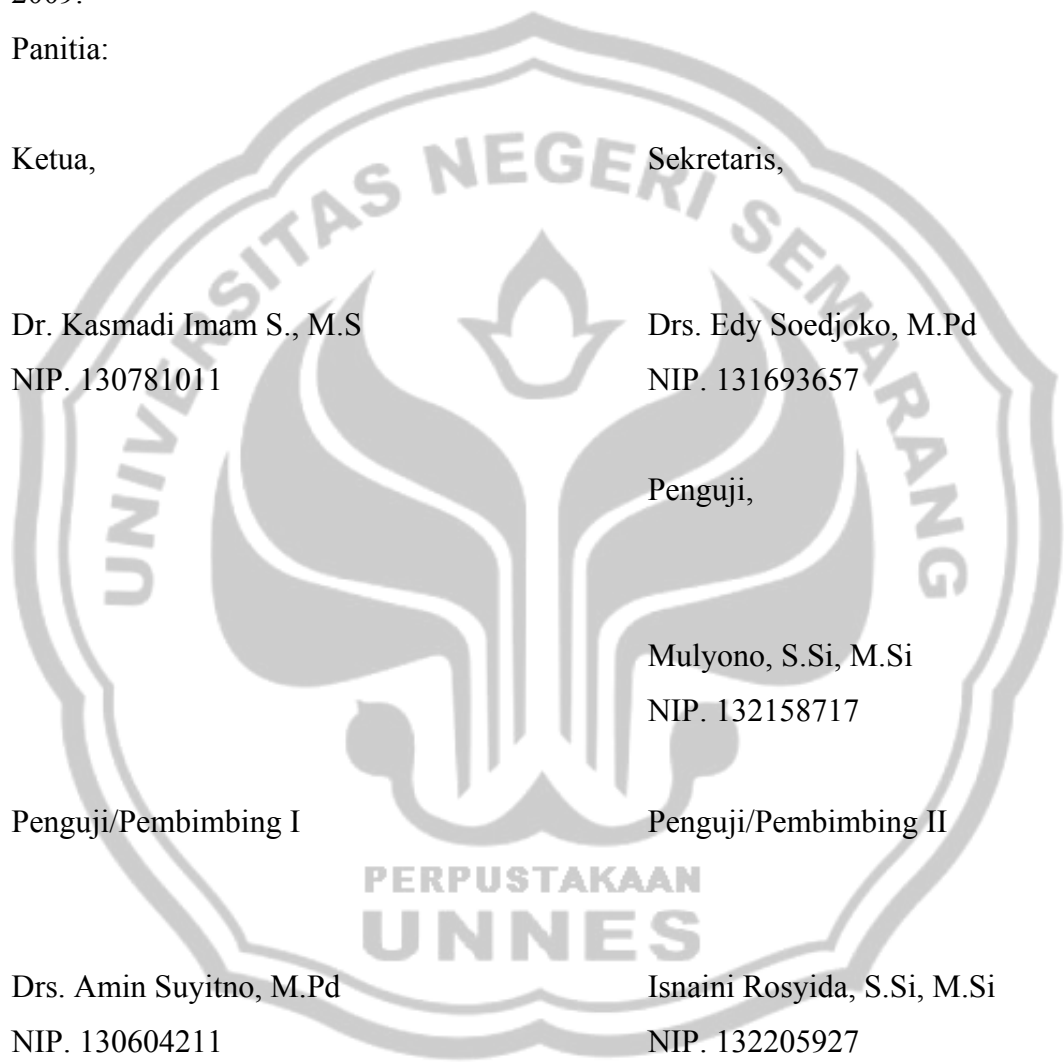 2009.
Panitia:
Ketua,
Sekretaris,
Dr. Kasmadi Imam S., M.S
Drs. Edy Soedjoko, M.Pd
NIP. 130781011
NIP. 131693657
Penguji,
Mulyono, S.Si, M.Si
NIP. 132158717
Penguji/Pembimbing I
Penguji/Pembimbing II
Drs. Amin Suyitno, M.Pd
Isnaini Rosyida, S.Si, M.Si
NIP. 130604211
NIP. 132205927
UNIVERSITAS NEGERI SEMARANG
PERPUSTAKAAN
UNNES